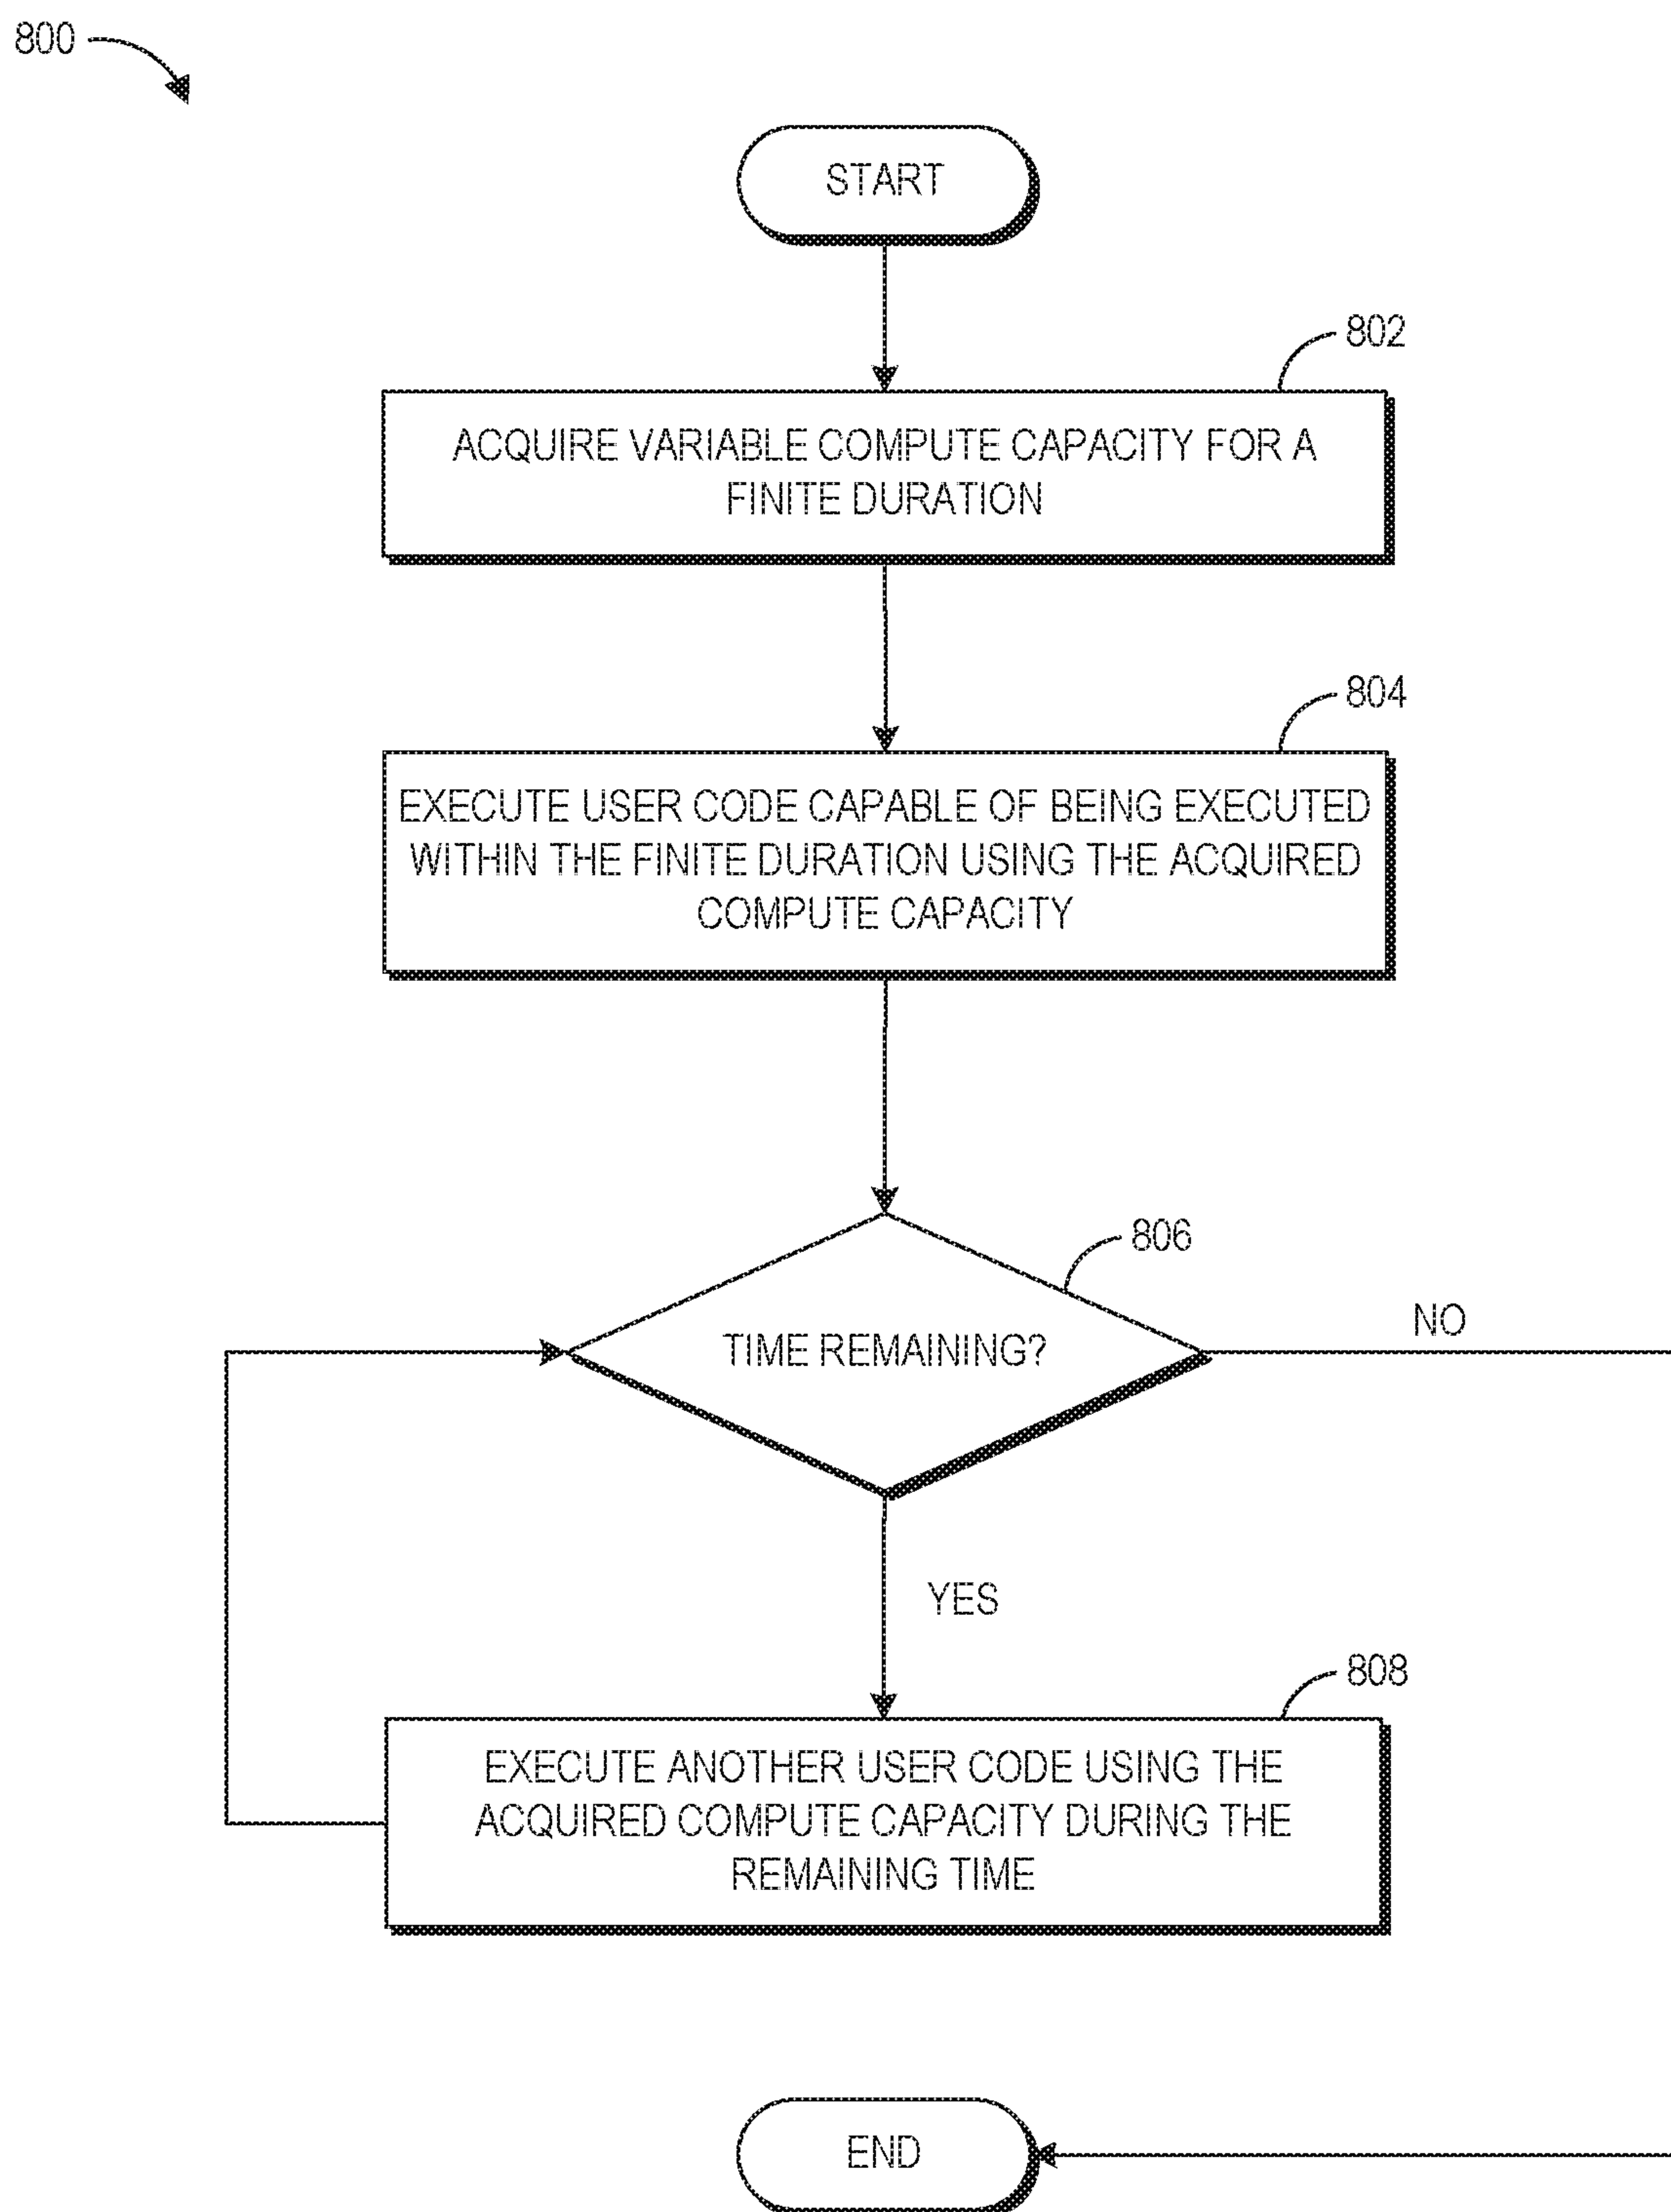 800
START
802
ACQUIRE VARIABLE COMPUTE CAPACITY FOR A
FINITE DURATION
804
EXECUTE USER CODE CAPABLE OF BEING EXECUTED
WITHIN THE FINITE DURATION USING THE ACQUIRED
COMPUTE CAPACITY
806
TIME REMAINING?
NO
YES
808
EXECUTE ANOTHER USER CODE USING THE
ACQUIRED COMPUTE CAPACITY DURING THE
REMAINING TIME
END